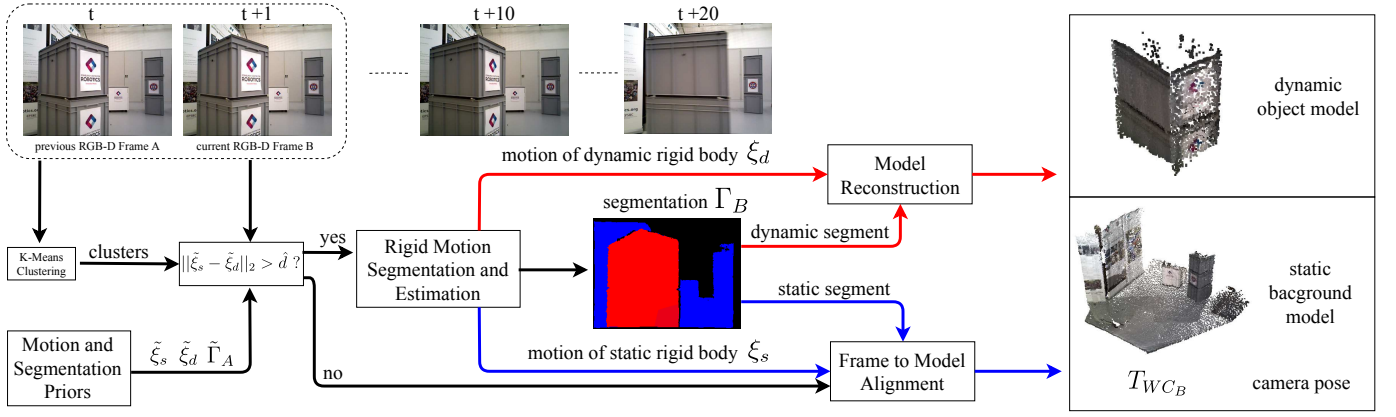 t
t +1
t +10
t +20
ROBOTICS
ROBOTICS
ROBOTICS
previous RGB-D Frame A
current RGB-D Frame B
motion of dynamic rigid body ξ_d
Model
Reconstruction
dynamic
object model
segmentation Γ_B
dynamic segment
K-Means
Clustering
clusters
||ξ̃_s − ξ̃_d||_2 > d̂ ?
yes
Rigid Motion
Segmentation and
Estimation
static segment
static
bacground
model
Motion and
Segmentation
Priors
ξ̃_s ξ̃_d Γ̃_A
no
motion of static rigid body ξ_s
Frame to Model
Alignment
T_{WC_B}
camera pose